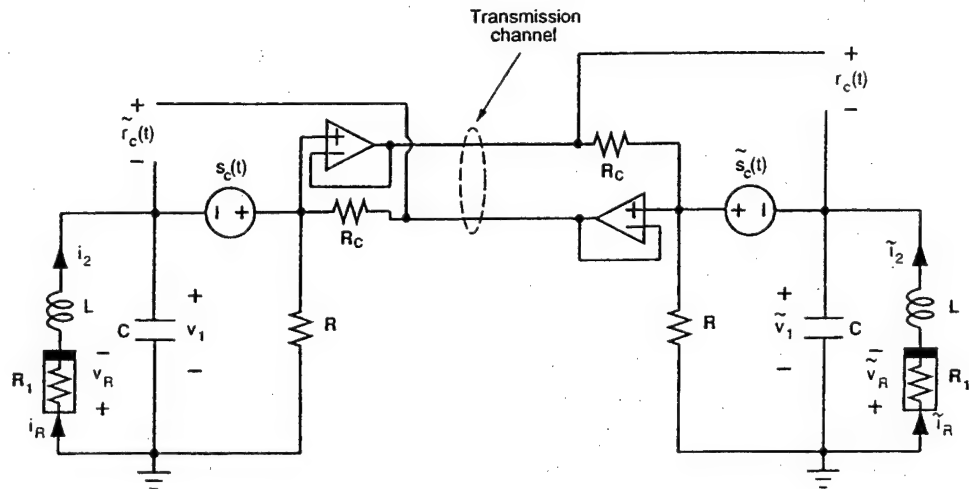 Transmission
channel
+
r̃c(t)
−
sc(t)
− +
+
−
Rc
Rc
+
−
s̃c(t)
+ −
+
rc(t)
−
i2
L
R1
vR
−
+
iR
C
+
v1
−
R
R
+
ṽ1
−
C
ĩ2
L
−
ṽR
+
R1
ĩR